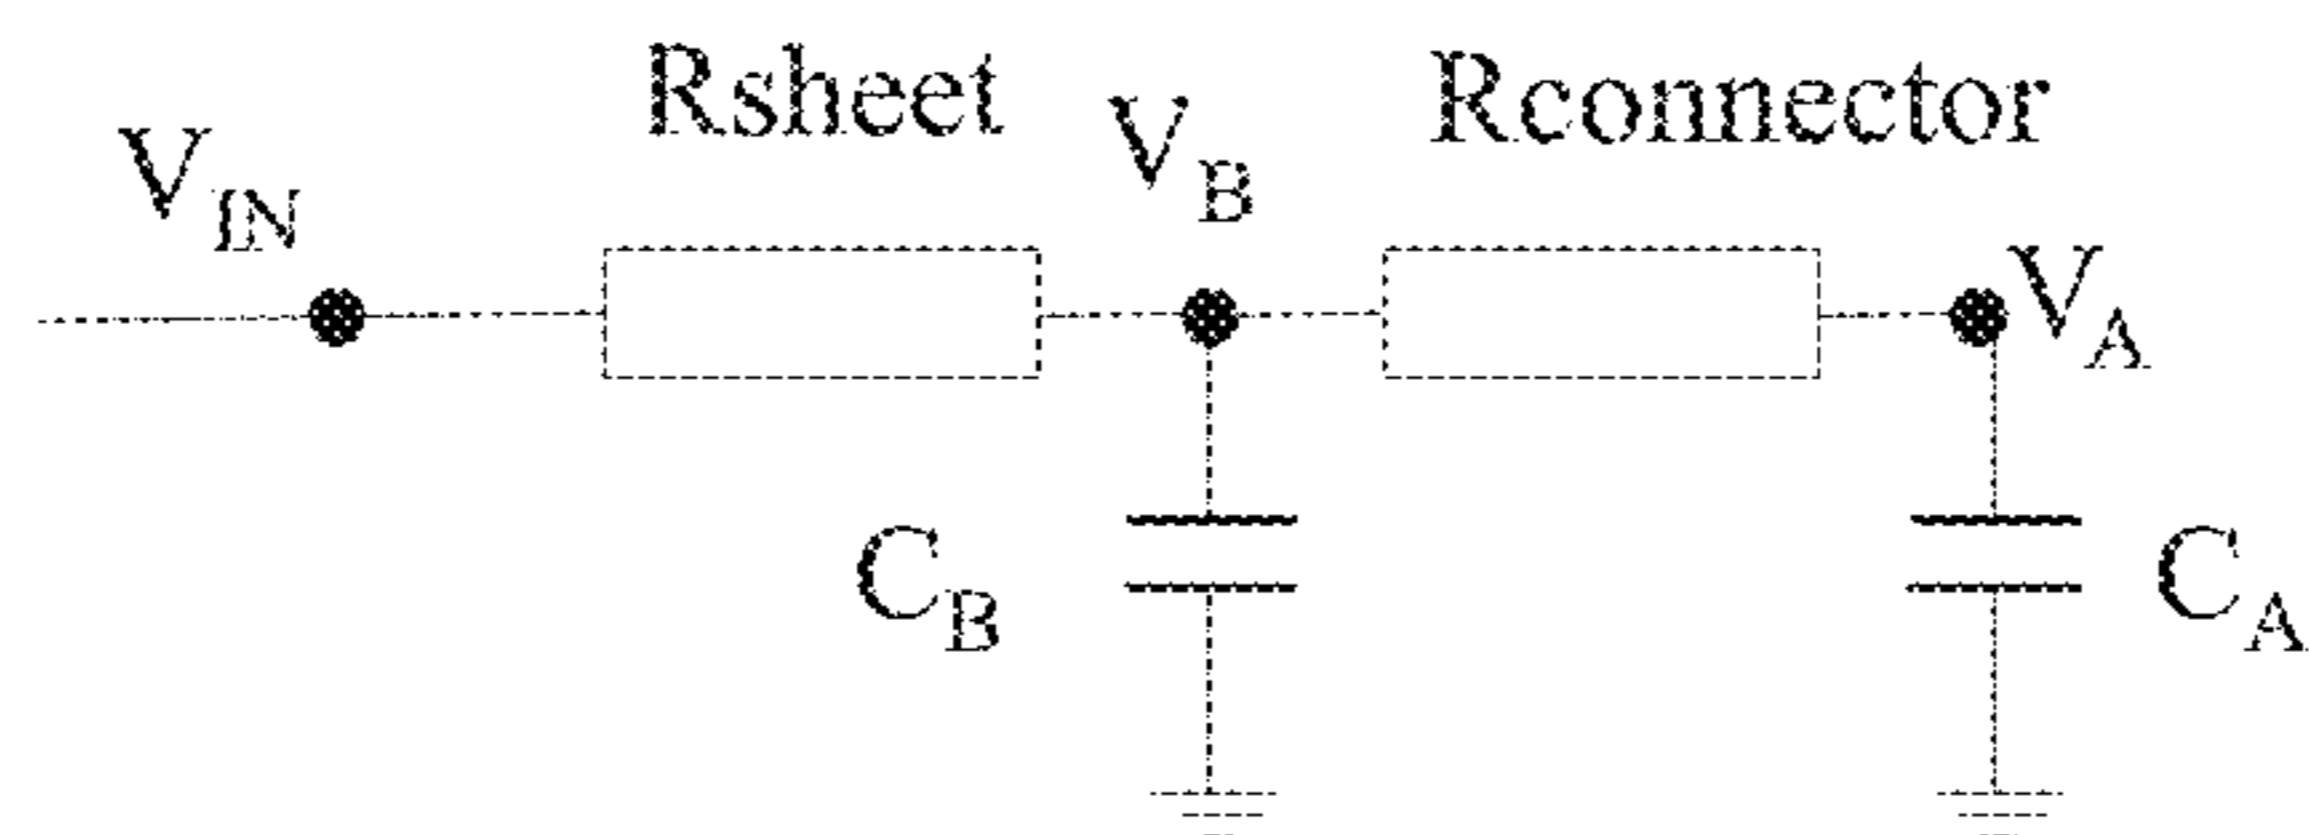 Rsheet
Rconnector
V_IN
V_B
V_A
C_B
C_A